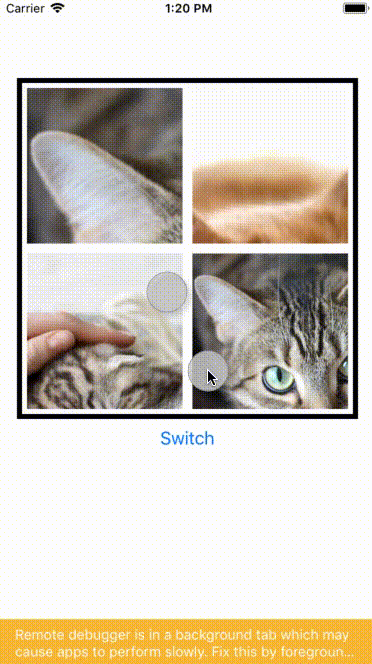 Carrier 1:20 PM
Switch
Remote debugger is in a background tab which may
cause apps to perform slowly. Fix this by foregroun...